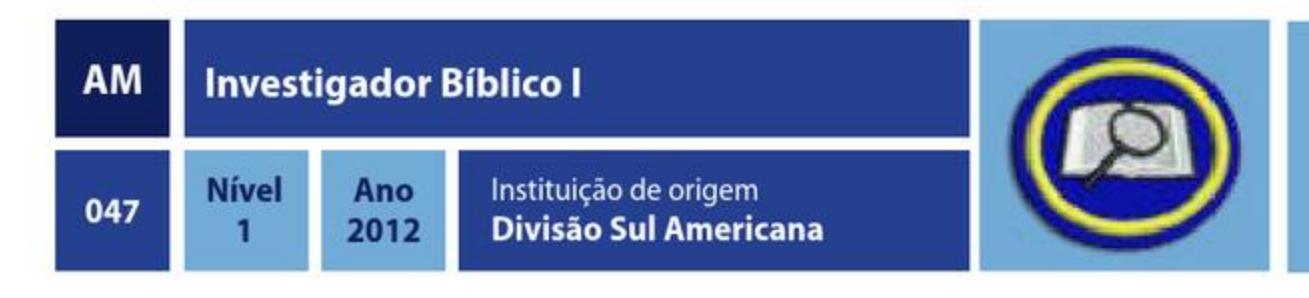 AM
Investigador Bíblico I
047
Nível
1
Ano
2012
Instituição de origem
Divisão Sul Americana